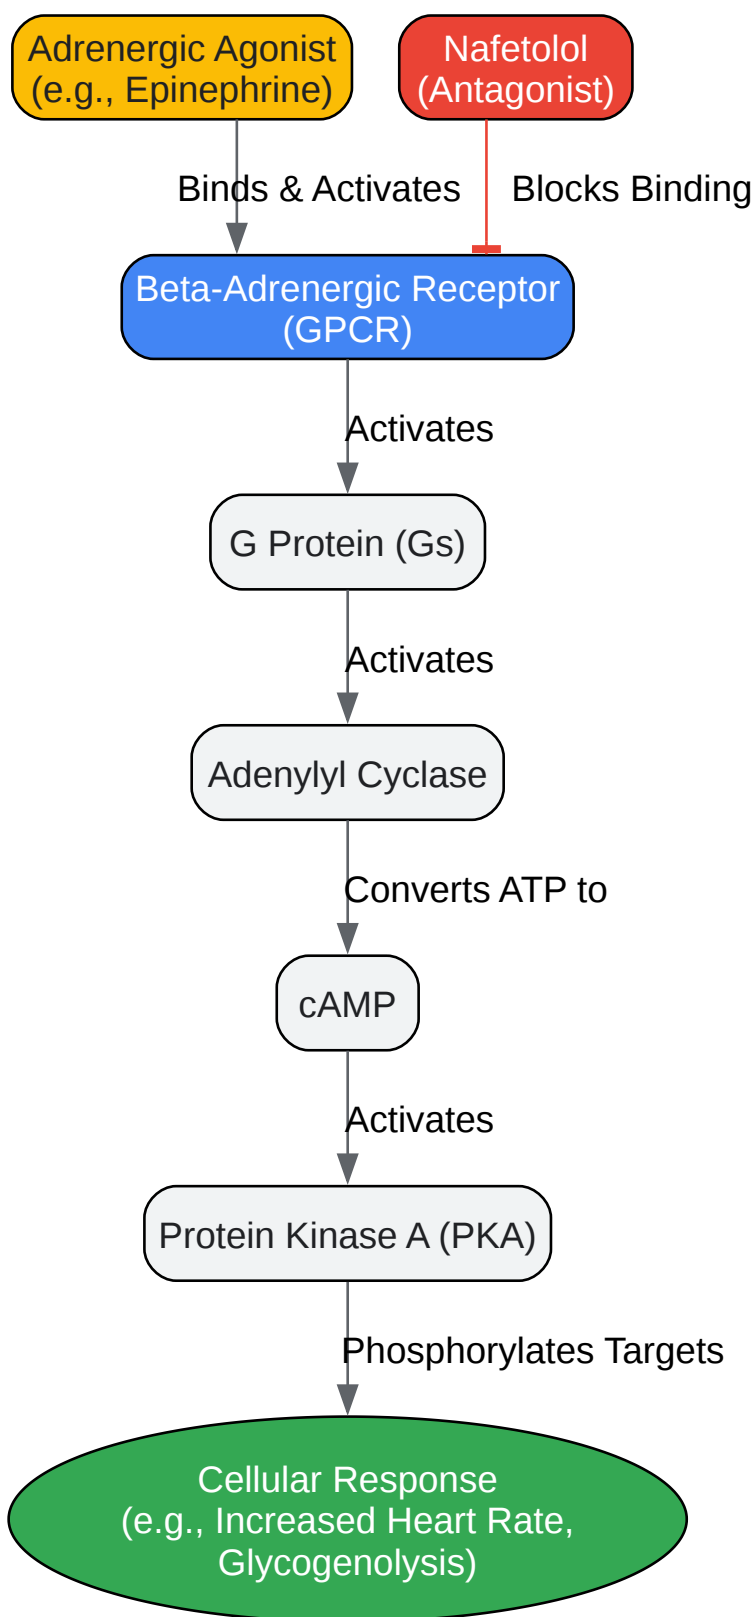 Adrenergic Agonist
(e.g., Epinephrine)
Nafetolol
(Antagonist)
Binds & Activates
Blocks Binding
Beta-Adrenergic Receptor
(GPCR)
Activates
G Protein (Gs)
Activates
Adenylyl Cyclase
Converts ATP to
cAMP
Activates
Protein Kinase A (PKA)
Phosphorylates Targets
Cellular Response
(e.g., Increased Heart Rate,
Glycogenolysis)